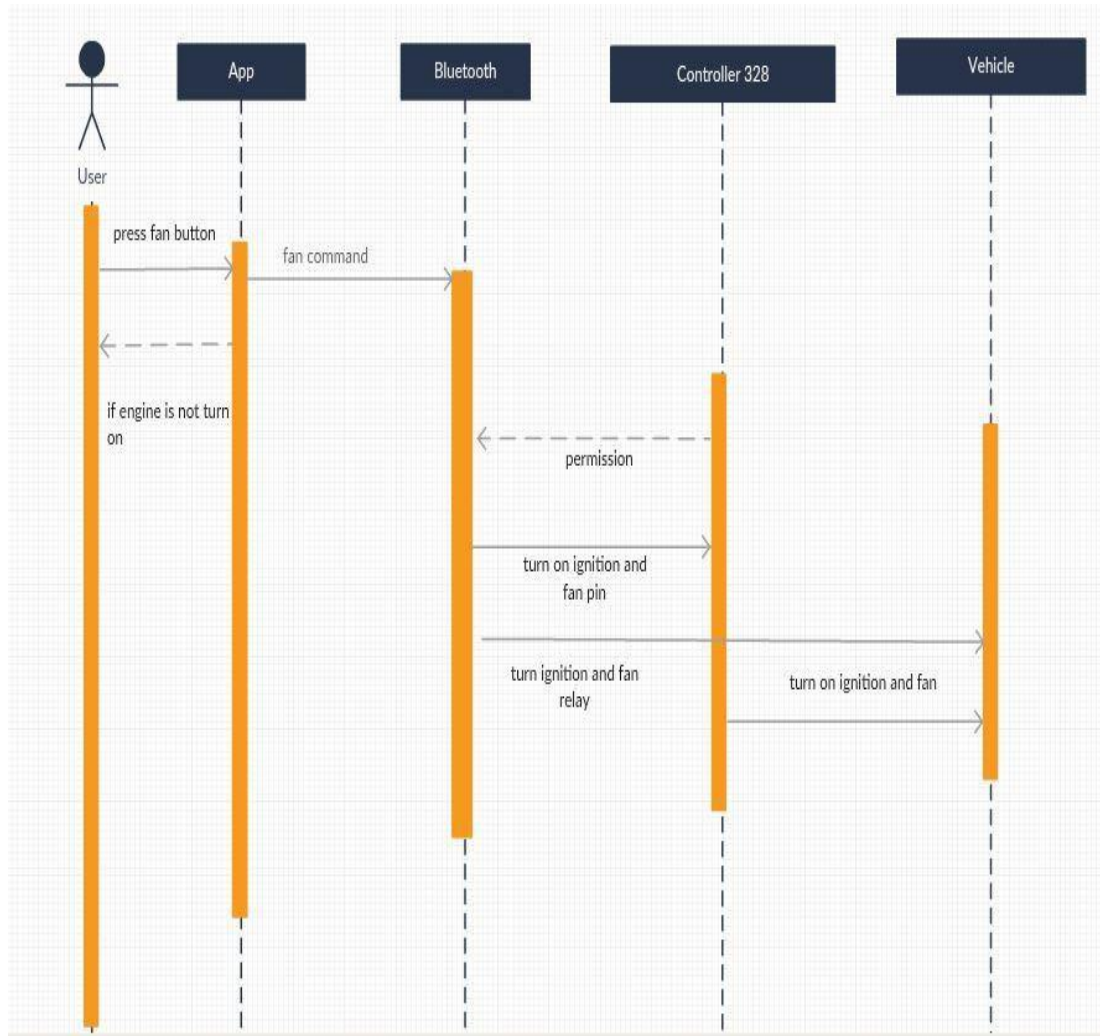 App
Bluetooth
Controller 328
Vehicle
User
press fan button
fan command
if engine is not turn
on
permission
turn on ignition and
fan pin
turn ignition and fan
relay
turn on ignition and fan